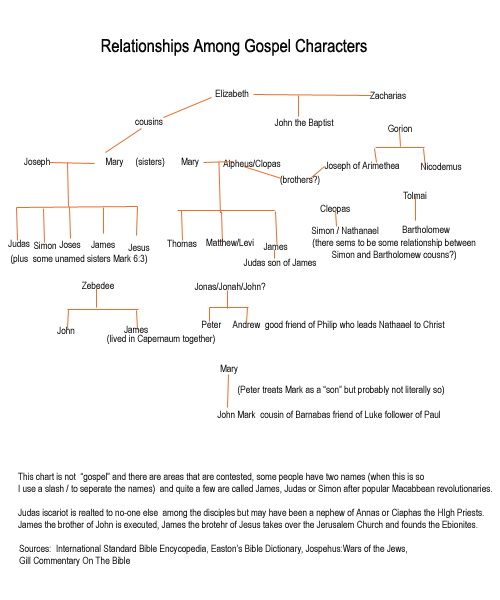 Relationships Among Gospel Characters
Elizabeth
Zacharias
cousins
John the Baptist
Gorion
Joseph
Mary
(sisters)
Mary
Alpheus/Clopas
Joseph of Arimethea
Nicodemus
(brothers?)
Tolmai
Cleopas
Simon / Nathanael
Bartholomew
Judas
Simon
Joses
James
Jesus
Thomas
Matthew/Levi
James
(there sems to be some relationship between
(plus some unamed sisters Mark 6:3)
Simon and Bartholomew cousns?)
Judas son of James
Zebedee
Jonas/Jonah/John?
John
James
Peter
Andrew good friend of Philip who leads Nathaael to Christ
(lived in Capernaum together)
Mary
(Peter treats Mark as a "son" but probably not literally so)
John Mark cousin of Barnabas friend of Luke follower of Paul
This chart is not "gospel" and there are areas that are contested, some people have two names (when this is so
I use a slash / to seperate the names) and quite a few are called James, Judas or Simon after popular Macabbean revolutionaries.
Judas iscariot is realted to no-one else among the disciples but may have been a nephew of Annas or Ciaphas the HIgh Priests.
James the brother of John is executed, James the brotehr of Jesus takes over the Jerusalem Church and founds the Ebionites.
Sources: International Standard Bible Encycopedia, Easton's Bible Dictionary, Jospehus:Wars of the Jews,
Gill Commentary On The Bible